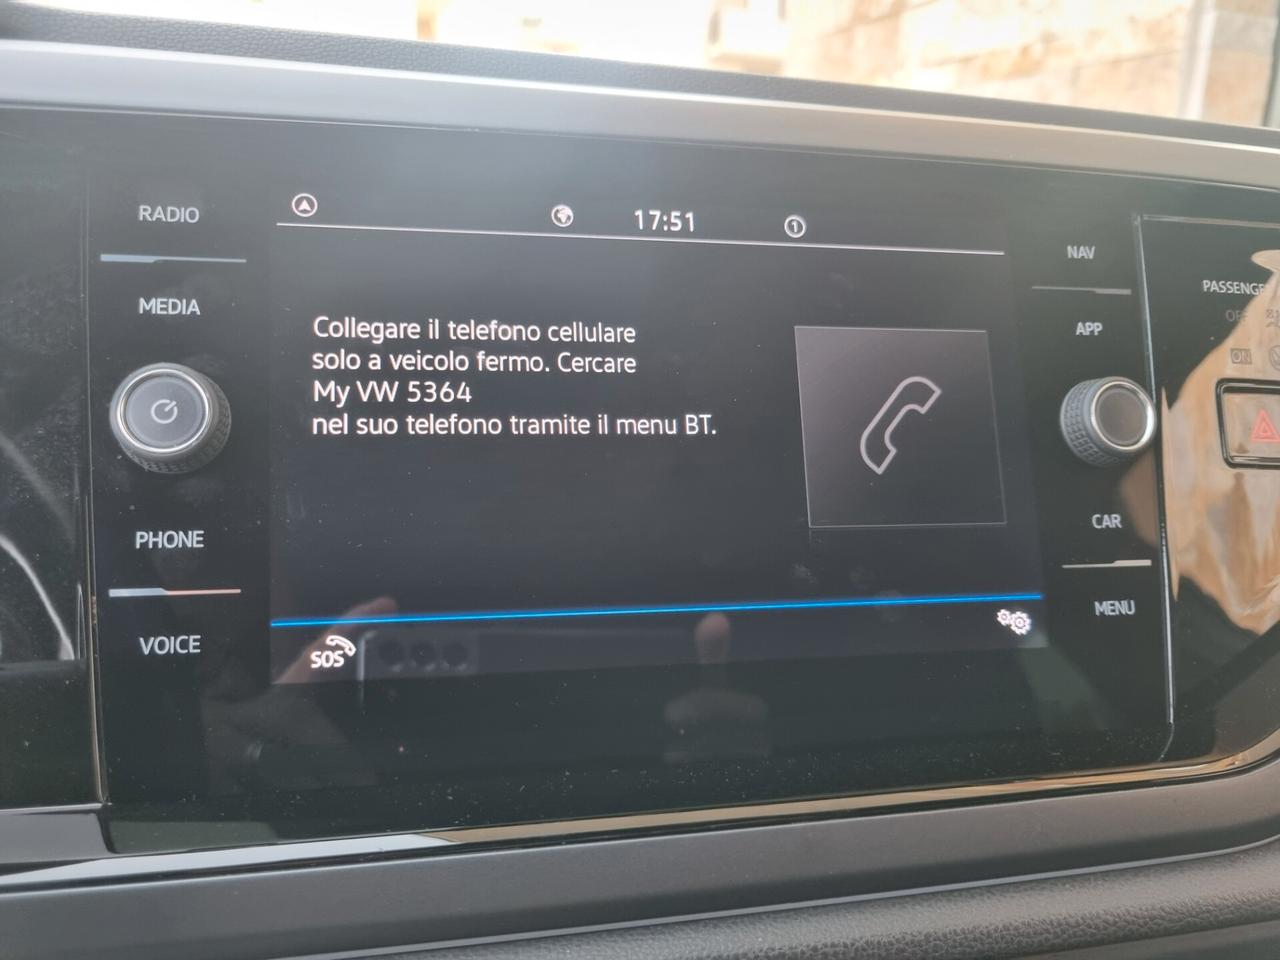 RADIO
MEDIA
PHONE
VOICE
17:51
1
Collegare il telefono cellulare
solo a veicolo fermo. Cercare
My VW 5364
nel suo telefono tramite il menu BT.
SOS
NAV
APP
CAR
MENU
ON